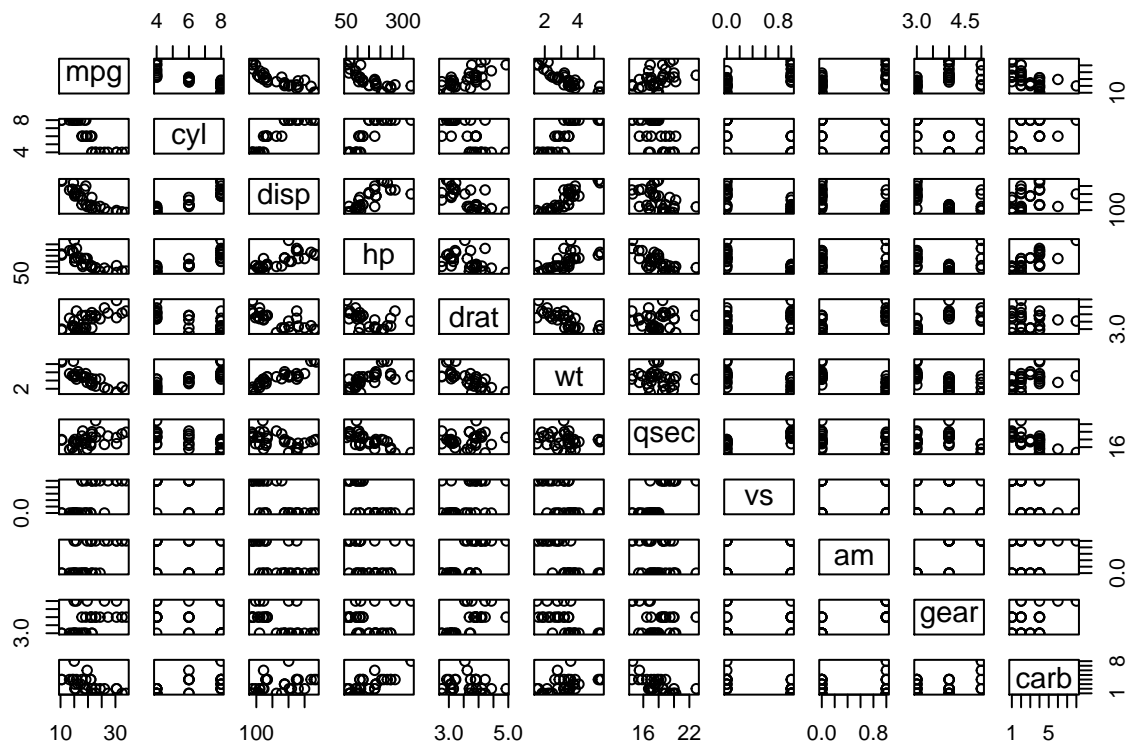 4 6 8 50 300 2 4 0.0 1.0 3.0 4.5
mpg 10
4 8 cyl
disp 100
50 hp
drat 3.0
2 wt
qsec 16
0.0 vs
am 0.0
3.0 gear
carb 1 8
10 30 100 3.0 5.0 16 22 0.0 0.8 1 5